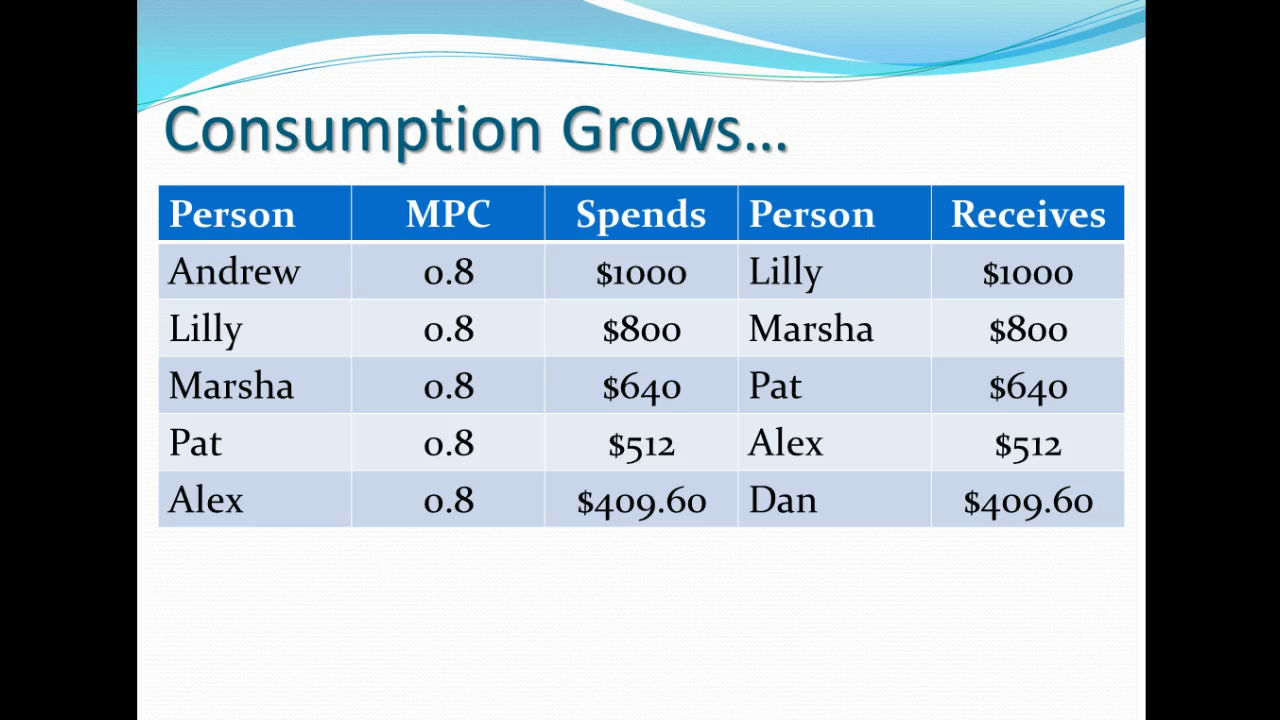 Consumption Grows...
Person MPC Spends Person Receives
Andrew 0.8 $1000 Lilly $1000
Lilly 0.8 $800 Marsha $800
Marsha 0.8 $640 Pat $640
Pat 0.8 $512 Alex $512
Alex 0.8 $409.60 Dan $409.60